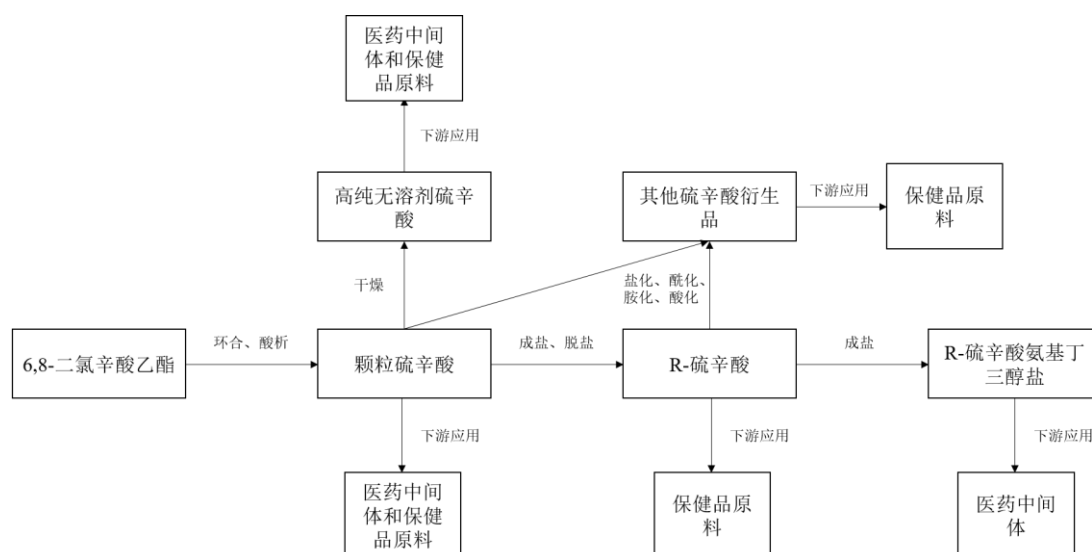 医药中间
体和保健
品原料
下游应用
高纯无溶剂硫辛
酸
其他硫辛酸衍生
品
下游应用
保健品原
料
干燥
盐化、酰化、
胺化、酸化
6,8-二氯辛酸乙酯
环合、酸析
颗粒硫辛酸
成盐、脱盐
R-硫辛酸
成盐
R-硫辛酸氨基丁
三醇盐
下游应用
下游应用
下游应用
医药中间
体和保健
品原料
保健品原
料
医药中间
体